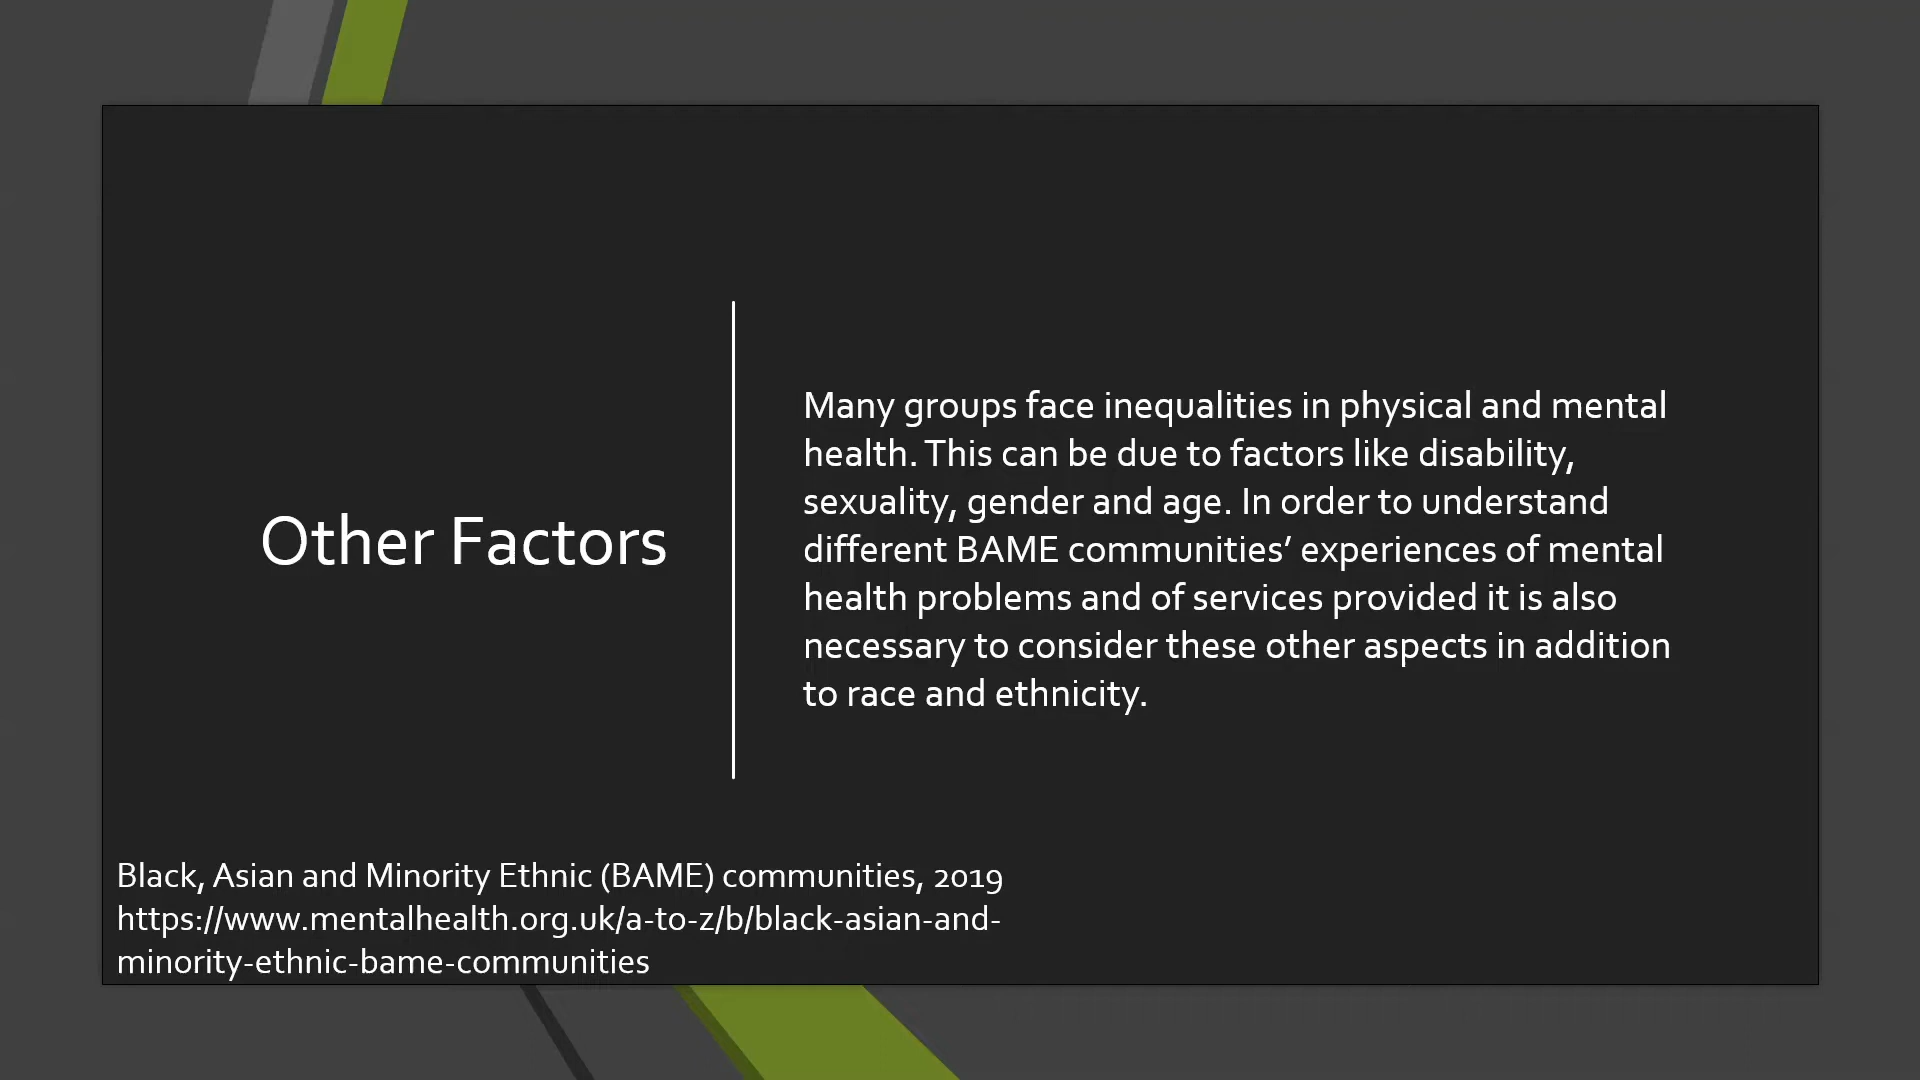 Other Factors
Many groups face inequalities in physical and mental
health. This can be due to factors like disability,
sexuality, gender and age. In order to understand
different BAME communities’ experiences of mental
health problems and of services provided it is also
necessary to consider these other aspects in addition
to race and ethnicity.
Black, Asian and Minority Ethnic (BAME) communities, 2019
https://www.mentalhealth.org.uk/a-to-z/b/black-asian-and-
minority-ethnic-bame-communities